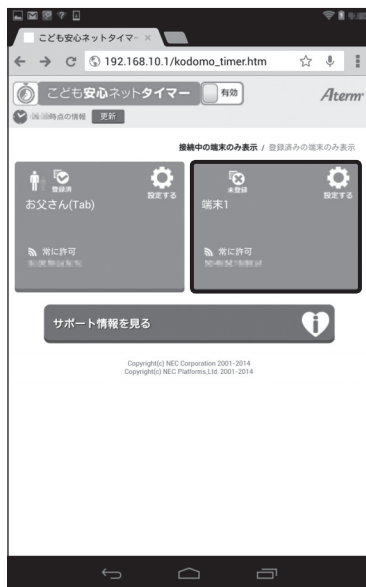 こども安心ネットタイマー
192.168.10.1/kodomo_timer.htm
こども安心ネットタイマー
有効
Aterm
時点の情報 更新
接続中の端末のみ表示 / 登録済みの端末のみ表示
登録済
設定する
お父さん(Tab)
常に許可
未登録
設定する
端末1
常に許可
サポート情報を見る
Copyright(c) NEC Corporation 2001-2014
Copyright(c) NEC Platforms,Ltd. 2001-2014